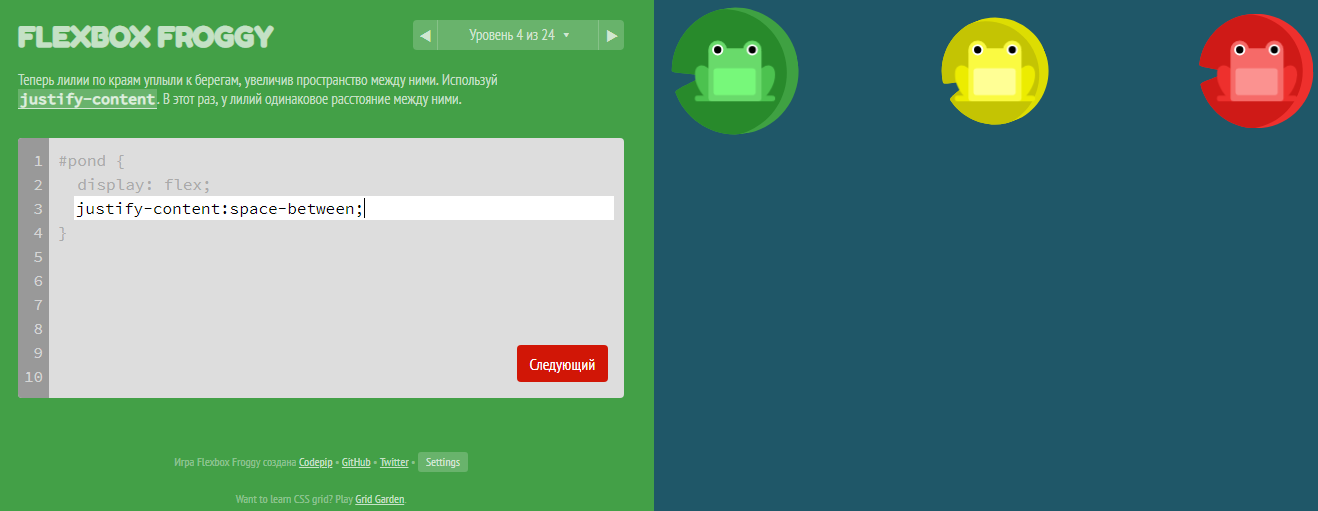 FLEXBOX FROGGY
◀ Уровень 4 из 24 ▼ ▶
Теперь лилии по краям уплыли к берегам, увеличив пространство между ними. Используй
justify-content. В этот раз, у лилий одинаковое расстояние между ними.
1 #pond {
2 display: flex;
3 justify-content:space-between;
4 }
5
6
7
8
9
10
Следующий
Игра Flexbox Froggy создана Codepip • GitHub • Twitter • Settings
Want to learn CSS grid? Play Grid Garden.